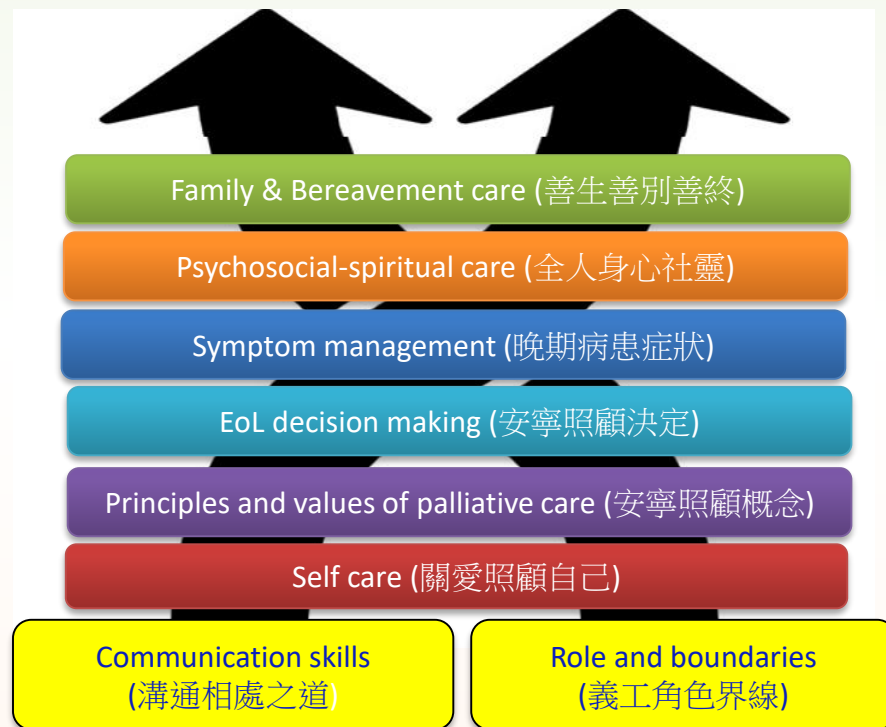 Family & Bereavement care (善生善別善終)
Psychosocial-spiritual care (全人身心社靈)
Symptom management (晚期病患症狀)
EoL decision making (安寧照顧決定)
Principles and values of palliative care (安寧照顧概念)
Self care (關愛照顧自己)
Communication skills
(溝通相處之道)
Role and boundaries
(義工角色界線)